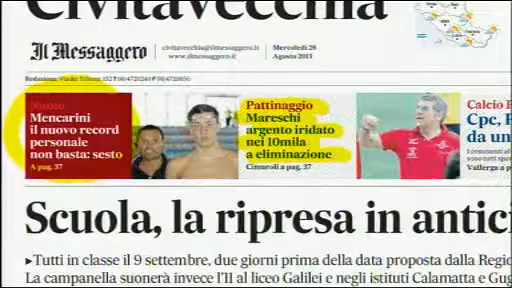 Civitavecchia
Il Messaggero
civitavecchia@ilmessaggero.it
www.ilmessaggero.it
Mercoledì 28
Agosto 2013
Nuoto
Mencarini
il nuovo record
personale
non basta: sesto
A pag. 37
Pattinaggio
Mareschi
argento iridato
nei 10mila
a eliminazione
Cimaroli a pag. 37
Calcio
Cpc,
da un
Vallerga a
Scuola, la ripresa in antici
▸Tutti in classe il 9 settembre, due giorni prima della data proposta dalla Regio
La campanella suonerà invece l'11 al liceo Galilei e negli istituti Calamatta e Gug